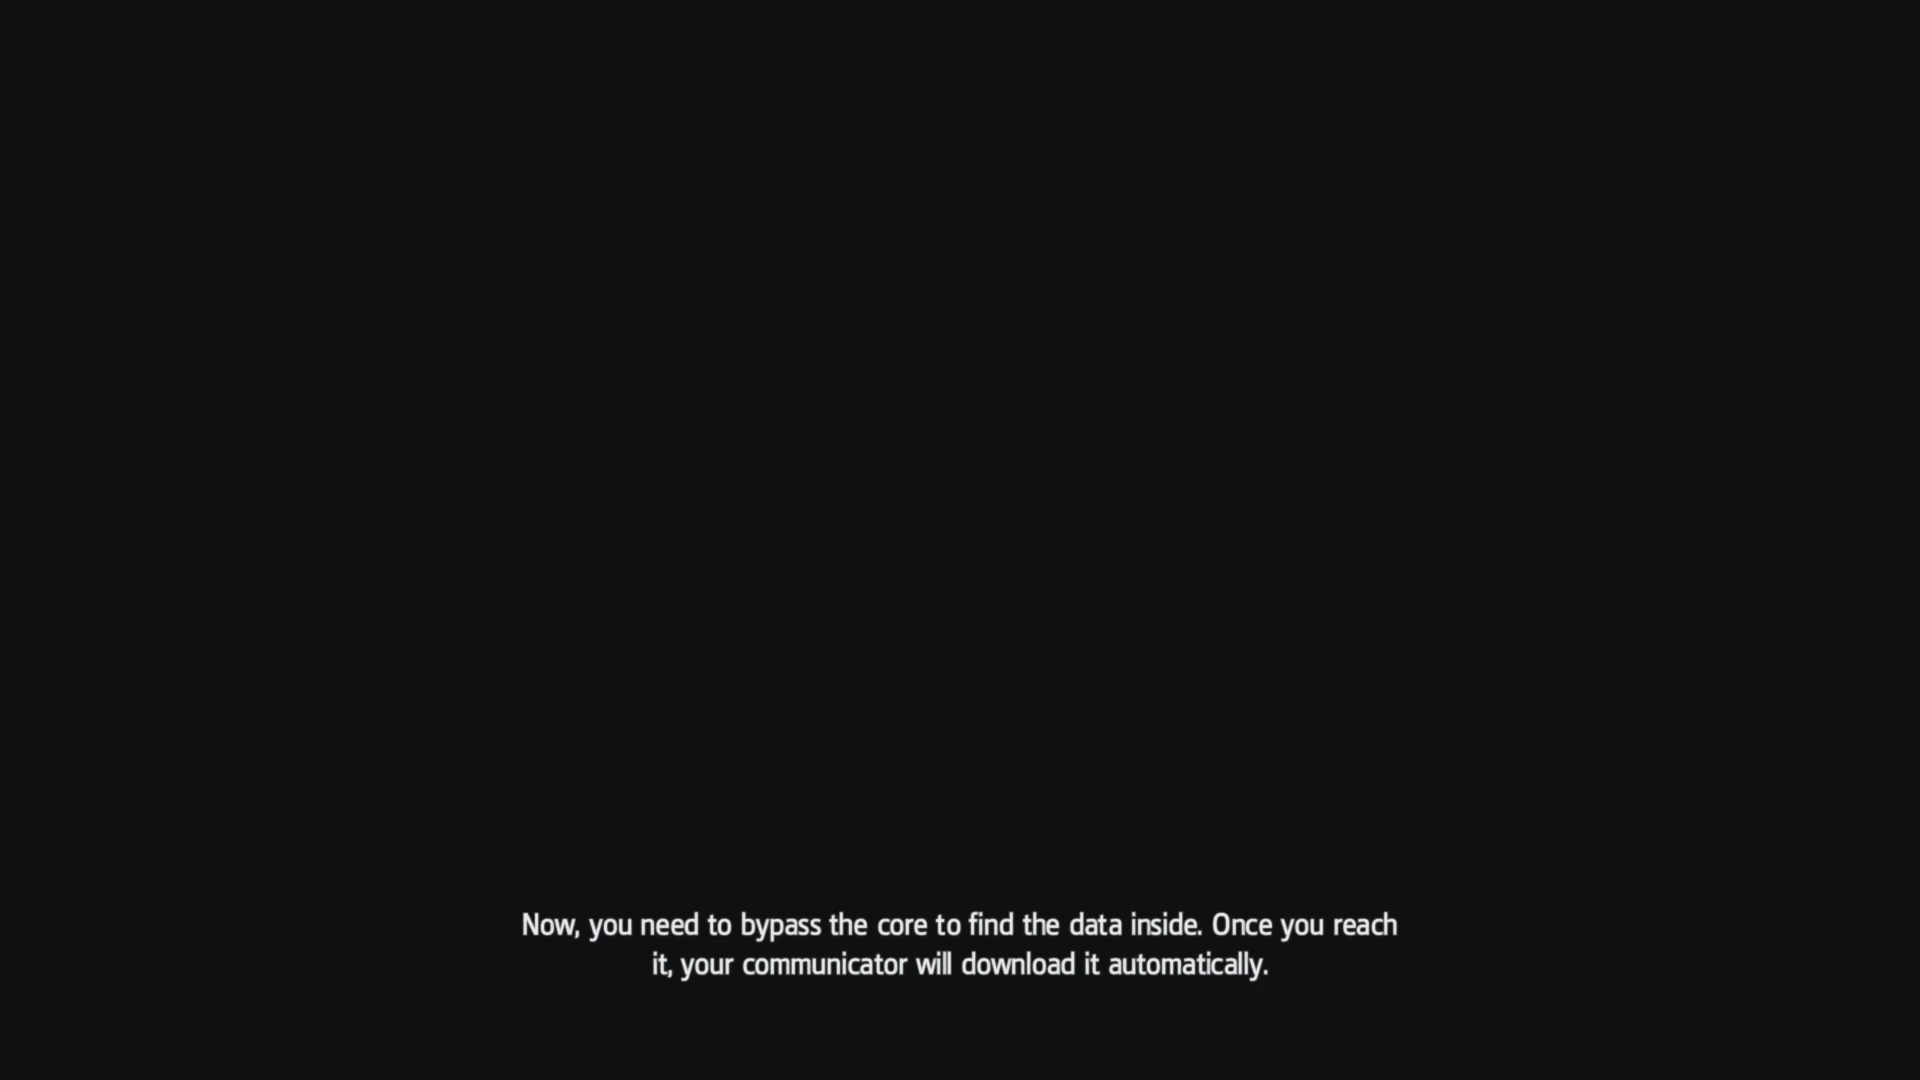 Now, you need to bypass the core to find the data inside. Once you reach
it, your communicator will download it automatically.